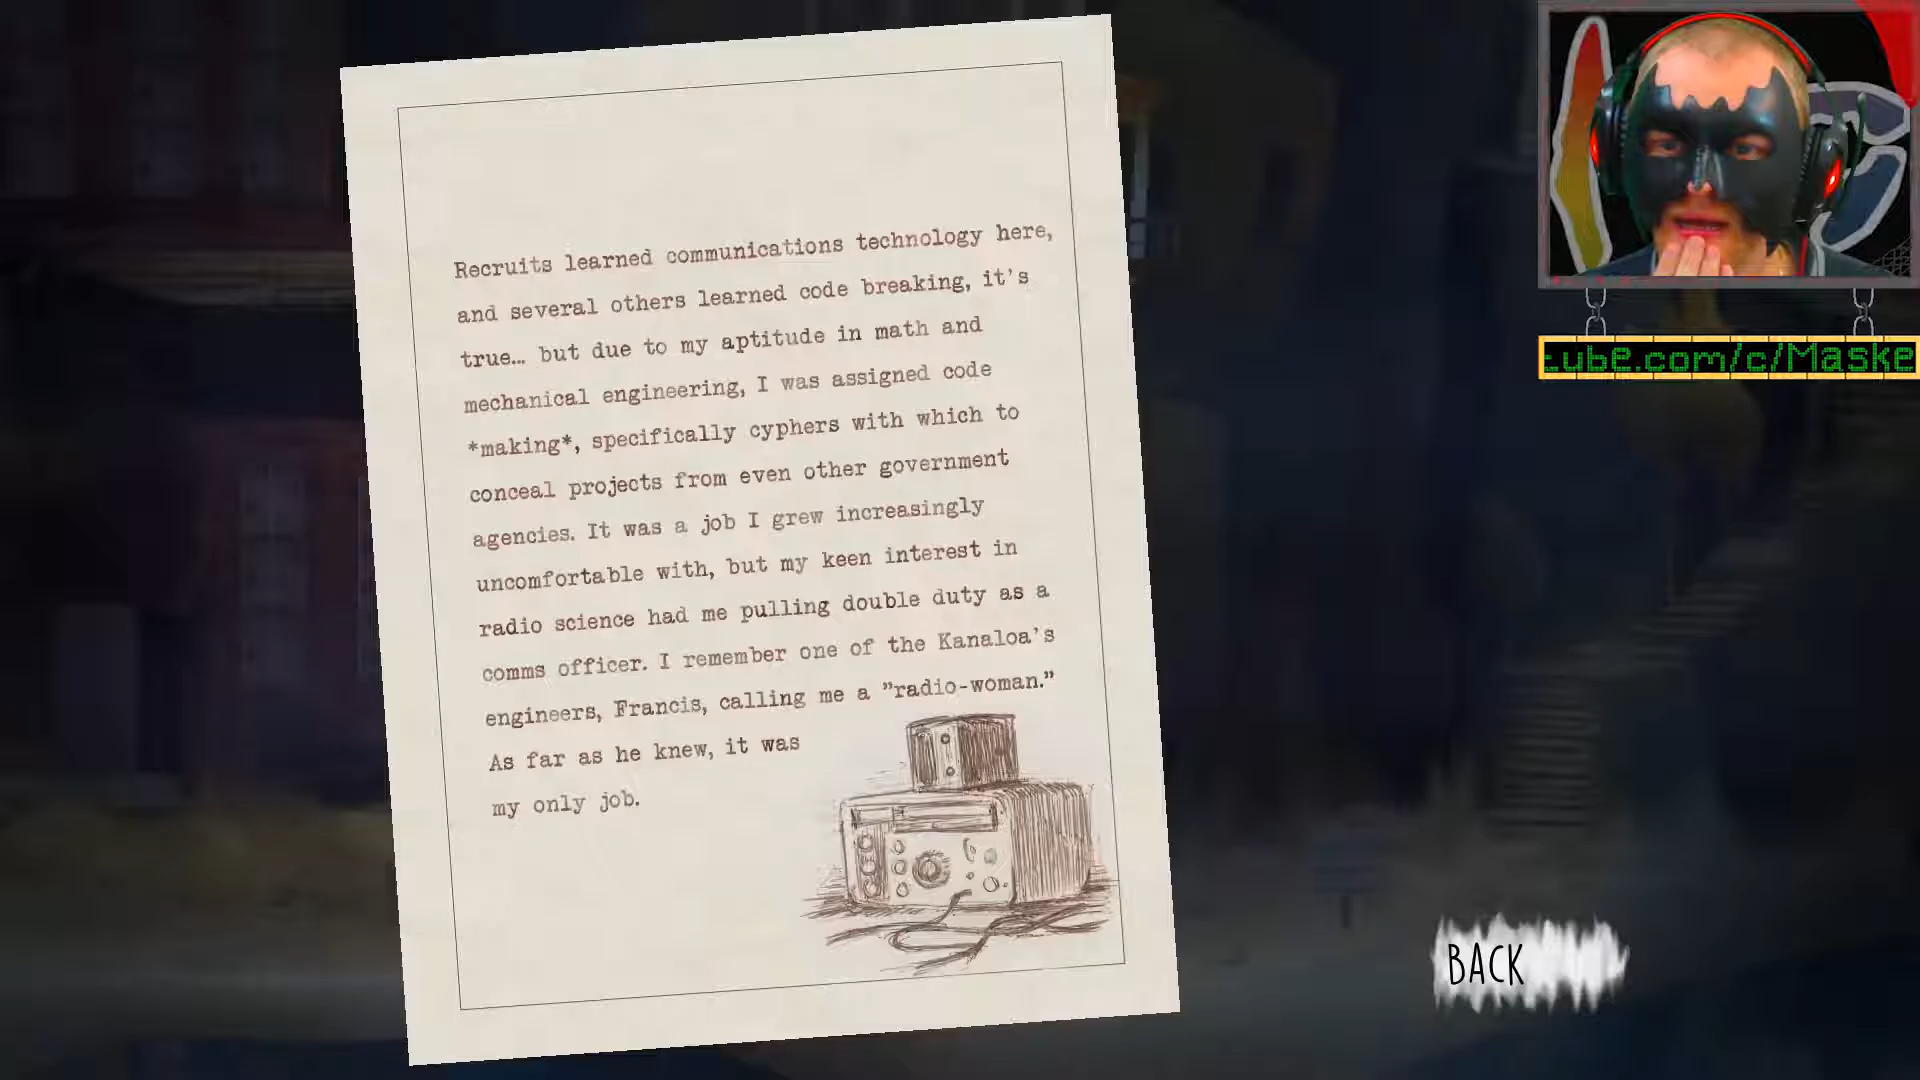 Recruits learned communications technology here,
and several others learned code breaking, it's
true… but due to my aptitude in math and
mechanical engineering, I was assigned code
*making*, specifically cyphers with which to
conceal projects from even other government
agencies. It was a job I grew increasingly
uncomfortable with, but my keen interest in
radio science had me pulling double duty as a
comms officer. I remember one of the Kanaloa's
engineers, Francis, calling me a "radio-woman."
As far as he knew, it was
my only job.
tube.com/c/Maske
BACK